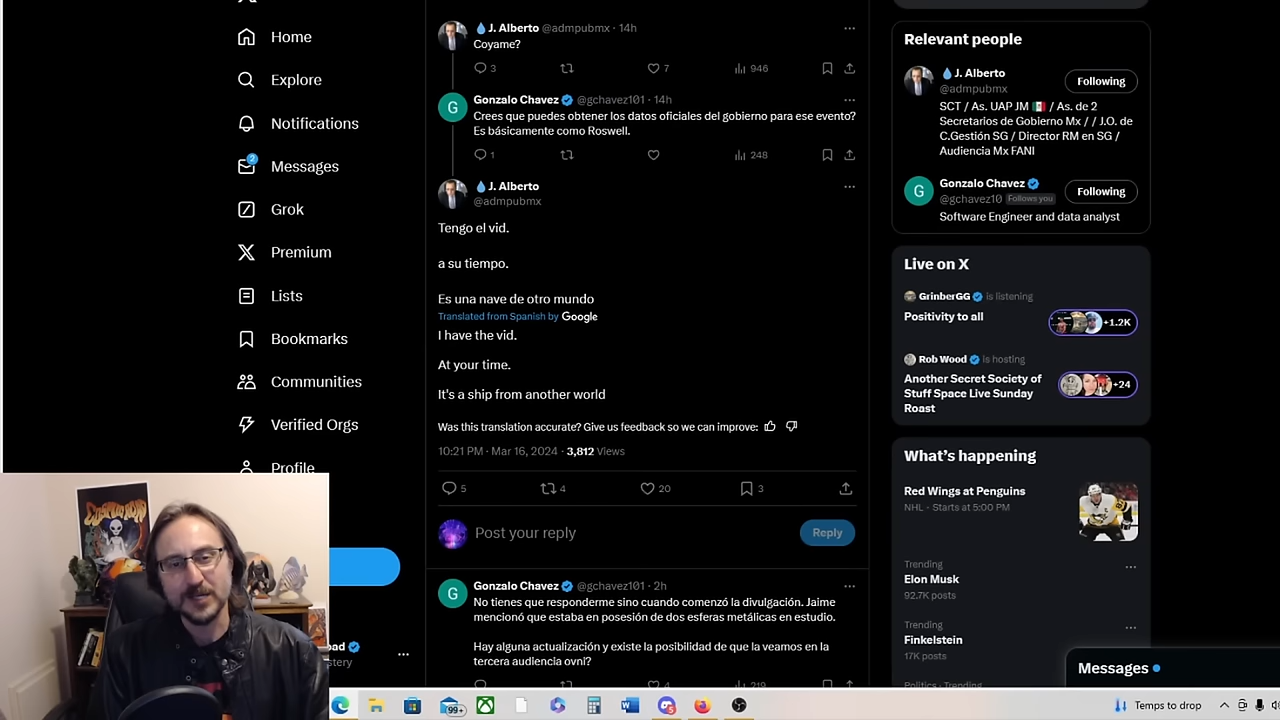 Home
Explore
Notifications
2
Messages
Grok
Premium
Lists
Bookmarks
Communities
Verified Orgs
Profile
J. Alberto @admpubmx · 14h
Coyame?
3
7
946
Gonzalo Chavez @gchavez101 · 14h
G
Crees que puedes obtener los datos oficiales del gobierno para ese evento?
Es básicamente como Roswell.
1
248
J. Alberto
@admpubmx
Tengo el vid.
a su tiempo.
Es una nave de otro mundo
Translated from Spanish by Google
I have the vid.
At your time.
It's a ship from another world
Was this translation accurate? Give us feedback so we can improve:
10:21 PM · Mar 16, 2024 · 3,812 Views
5
4
20
3
Post your reply
Reply
Gonzalo Chavez @gchavez101 · 2h
G
No tienes que responderme sino cuando comenzó la divulgación. Jaime
mencionó que estaba en posesión de dos esferas metálicas en estudio.
Hay alguna actualización y existe la posibilidad de que la veamos en la
tercera audiencia ovni?
4
219
Relevant people
J. Alberto
@admpubmx
Following
SCT / As. UAP JM / As. de 2
Secretarios de Gobierno Mx / / J.O. de
C.Gestión SG / Director RM en SG /
Audiencia Mx FANI
G
Gonzalo Chavez
@gchavez10 Follows you
Following
Software Engineer and data analyst
Live on X
GrinberGG is listening
Positivity to all
+1.2K
Rob Wood is hosting
Another Secret Society of
Stuff Space Live Sunday
Roast
+24
What's happening
Red Wings at Penguins
NHL · Starts at 5:00 PM
Trending
Elon Musk
92.7K posts
Trending
Finkelstein
17K posts
Politics · Trending
Messages
99+
Temps to drop